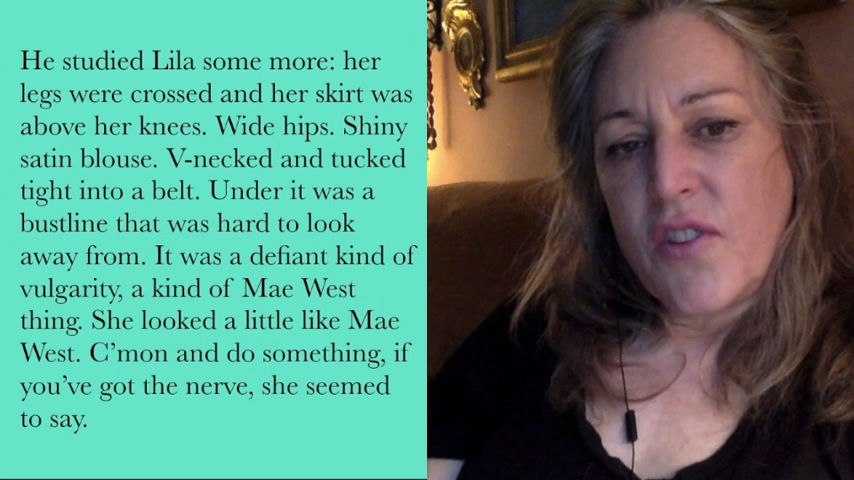 He studied Lila some more: her
legs were crossed and her skirt was
above her knees. Wide hips. Shiny
satin blouse. V-necked and tucked
tight into a belt. Under it was a
bustline that was hard to look
away from. It was a defiant kind of
vulgarity, a kind of Mae West
thing. She looked a little like Mae
West. C’mon and do something, if
you’ve got the nerve, she seemed
to say.